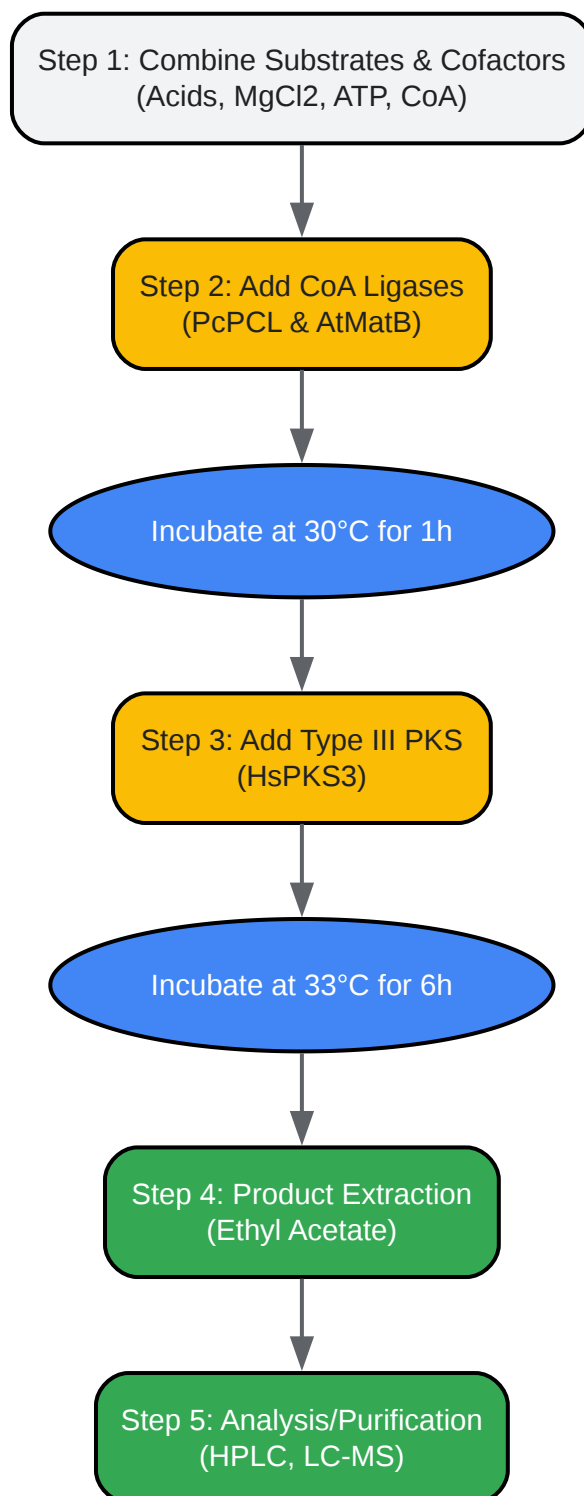 Step 1: Combine Substrates & Cofactors
(Acids, MgCl2, ATP, CoA)
Step 2: Add CoA Ligases
(PcPCL & AtMatB)
Incubate at 30°C for 1h
Step 3: Add Type III PKS
(HsPKS3)
Incubate at 33°C for 6h
Step 4: Product Extraction
(Ethyl Acetate)
Step 5: Analysis/Purification
(HPLC, LC-MS)